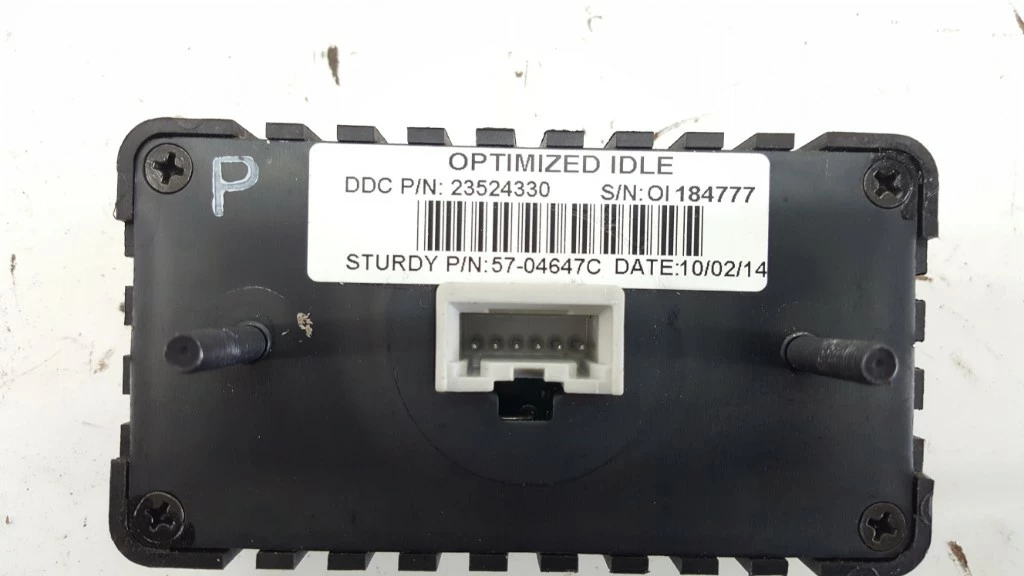 P
OPTIMIZED IDLE
DDC P/N: 23524330 S/N: OI 184777
STURDY P/N: 57-04647C DATE:10/02/14